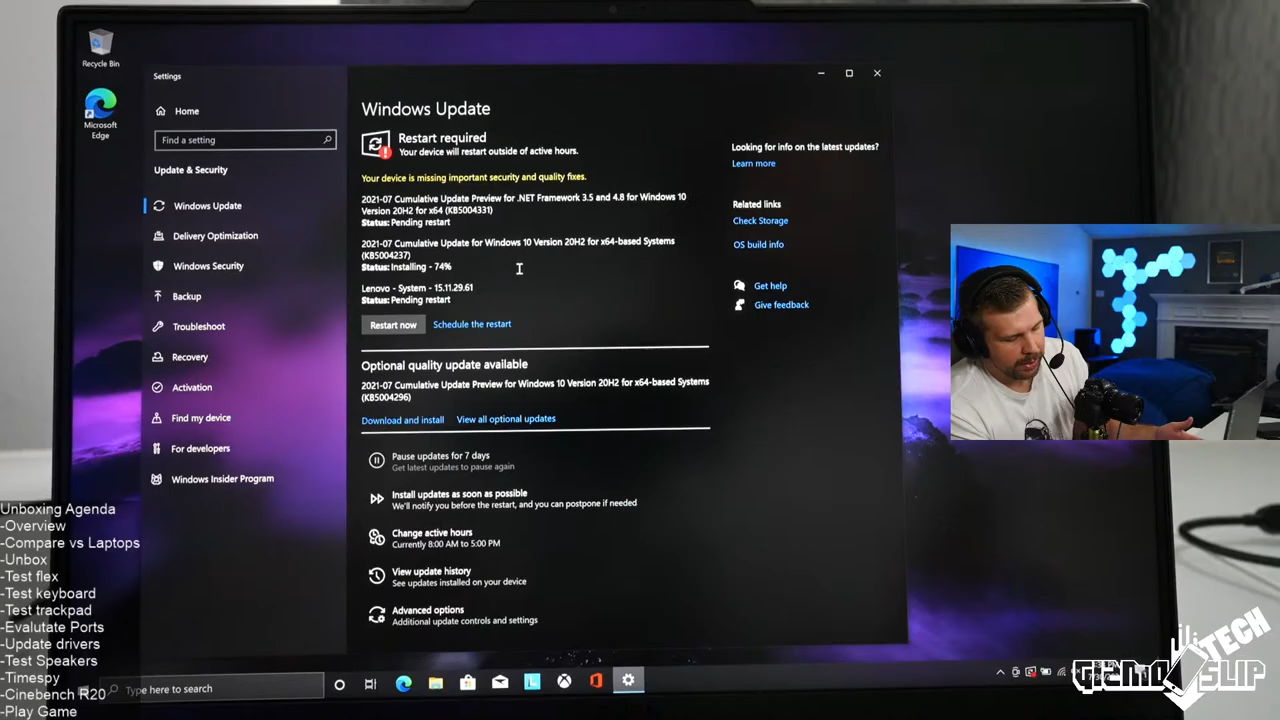 Recycle Bin
Microsoft
Edge
Settings
Home
Find a setting
Update & Security
Windows Update
Delivery Optimization
Windows Security
Backup
Troubleshoot
Recovery
Activation
Find my device
For developers
Windows Insider Program
Windows Update
Restart required
Your device will restart outside of active hours.
Your device is missing important security and quality fixes.
2021-07 Cumulative Update Preview for .NET Framework 3.5 and 4.8 for Windows 10
Version 20H2 for x64 (KB5004331)
Status: Pending restart
2021-07 Cumulative Update for Windows 10 Version 20H2 for x64-based Systems
(KB5004237)
Status: Installing - 74%
Lenovo - System - 15.11.29.61
Status: Pending restart
Restart now
Schedule the restart
Optional quality update available
2021-07 Cumulative Update Preview for Windows 10 Version 20H2 for x64-based Systems
(KB5004296)
Download and install
View all optional updates
Pause updates for 7 days
Get latest updates to pause again
Install updates as soon as possible
We'll notify you before the restart, and you can postpone if needed
Change active hours
Currently 8:00 AM to 5:00 PM
View update history
See updates installed on your device
Advanced options
Additional update controls and settings
Looking for info on the latest updates?
Learn more
Related links
Check Storage
OS build info
Get help
Give feedback
Unboxing Agenda
-Overview
-Compare vs Laptops
-Unbox
-Test flex
-Test keyboard
-Test trackpad
-Evalutate Ports
-Update drivers
-Test Speakers
-Timespy
-Cinebench R20
-Play Game
Type here to search
GIZMO SLIP
TECH